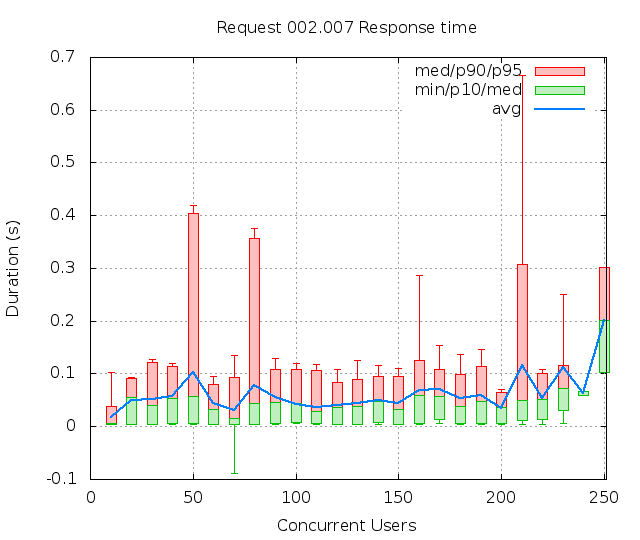 Request 002.007 Response time
0.7
0.6
0.5
0.4
0.3
0.2
0.1
0
-0.1
Duration (s)
med/p90/p95
min/p10/med
avg
0 50 100 150 200 250
Concurrent Users